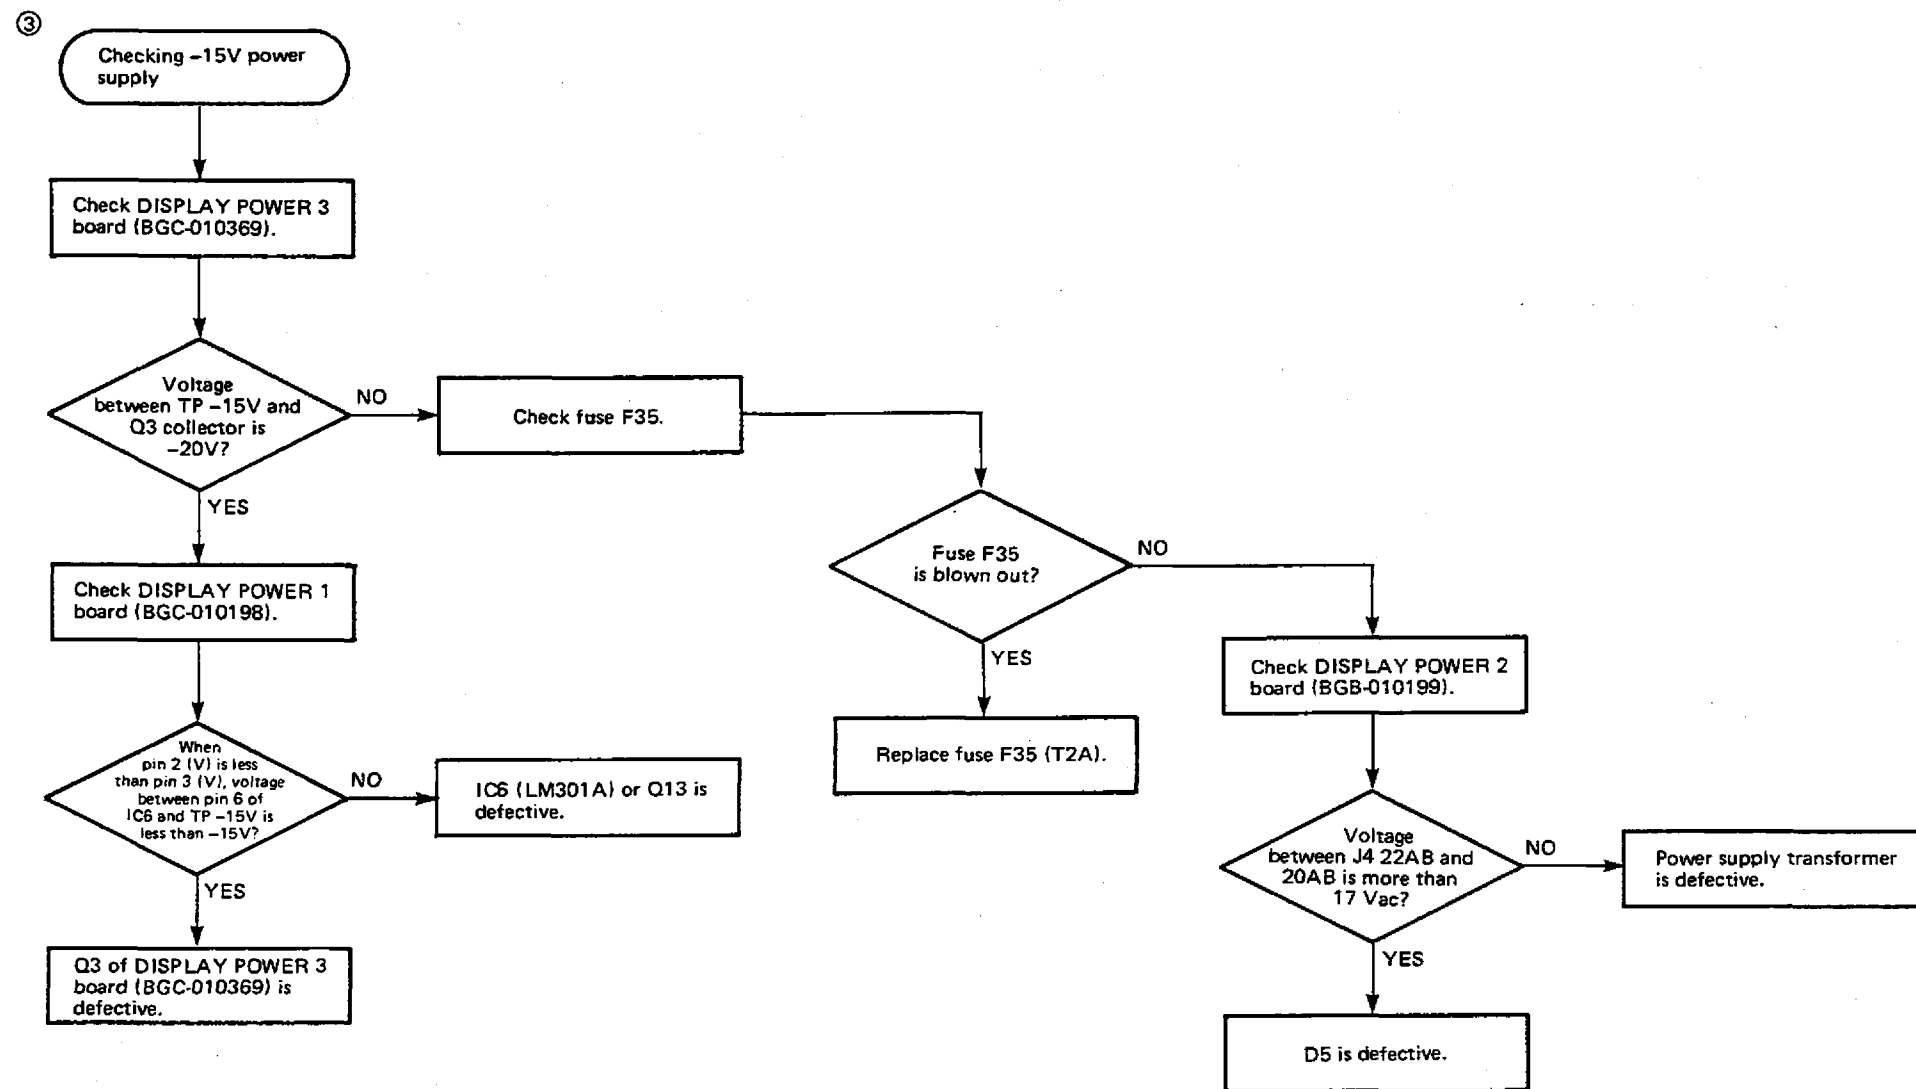 ③
Checking –15V power
supply
Check DISPLAY POWER 3
board (BGC-010369).
Voltage
between TP –15V and
Q3 collector is
–20V?
NO
Check fuse F35.
YES
Fuse F35
is blown out?
NO
Check DISPLAY POWER 1
board (BGC-010198).
YES
Check DISPLAY POWER 2
board (BGB-010199).
Replace fuse F35 (T2A).
When
pin 2 (V) is less
than pin 3 (V), voltage
between pin 6 of
IC6 and TP –15V is
less than –15V?
NO
IC6 (LM301A) or Q13 is
defective.
Voltage
between J4 22AB and
20AB is more than
17 Vac?
NO
Power supply transformer
is defective.
YES
Q3 of DISPLAY POWER 3
board (BGC-010369) is
defective.
YES
D5 is defective.